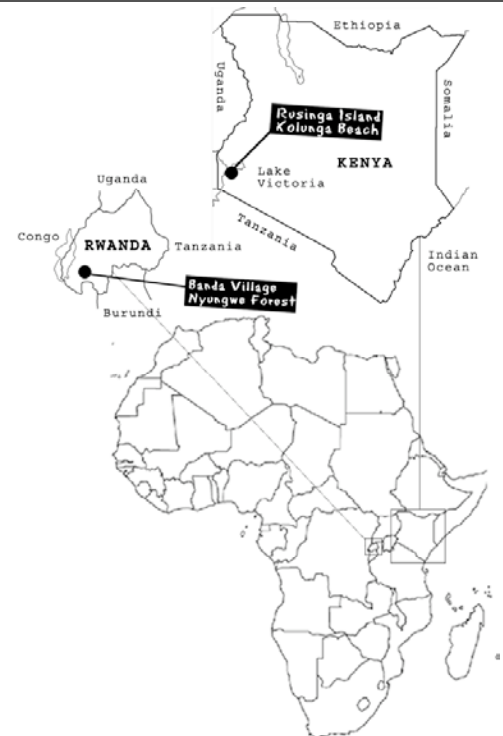 Ethiopia
Uganda
Somalia
Rusinga Island
Kolunga Beach
KENYA
Lake
Victoria
Uganda
Tanzania
Congo
RWANDA
Tanzania
Indian
Ocean
Banda Village
Nyungwe Forest
Burundi